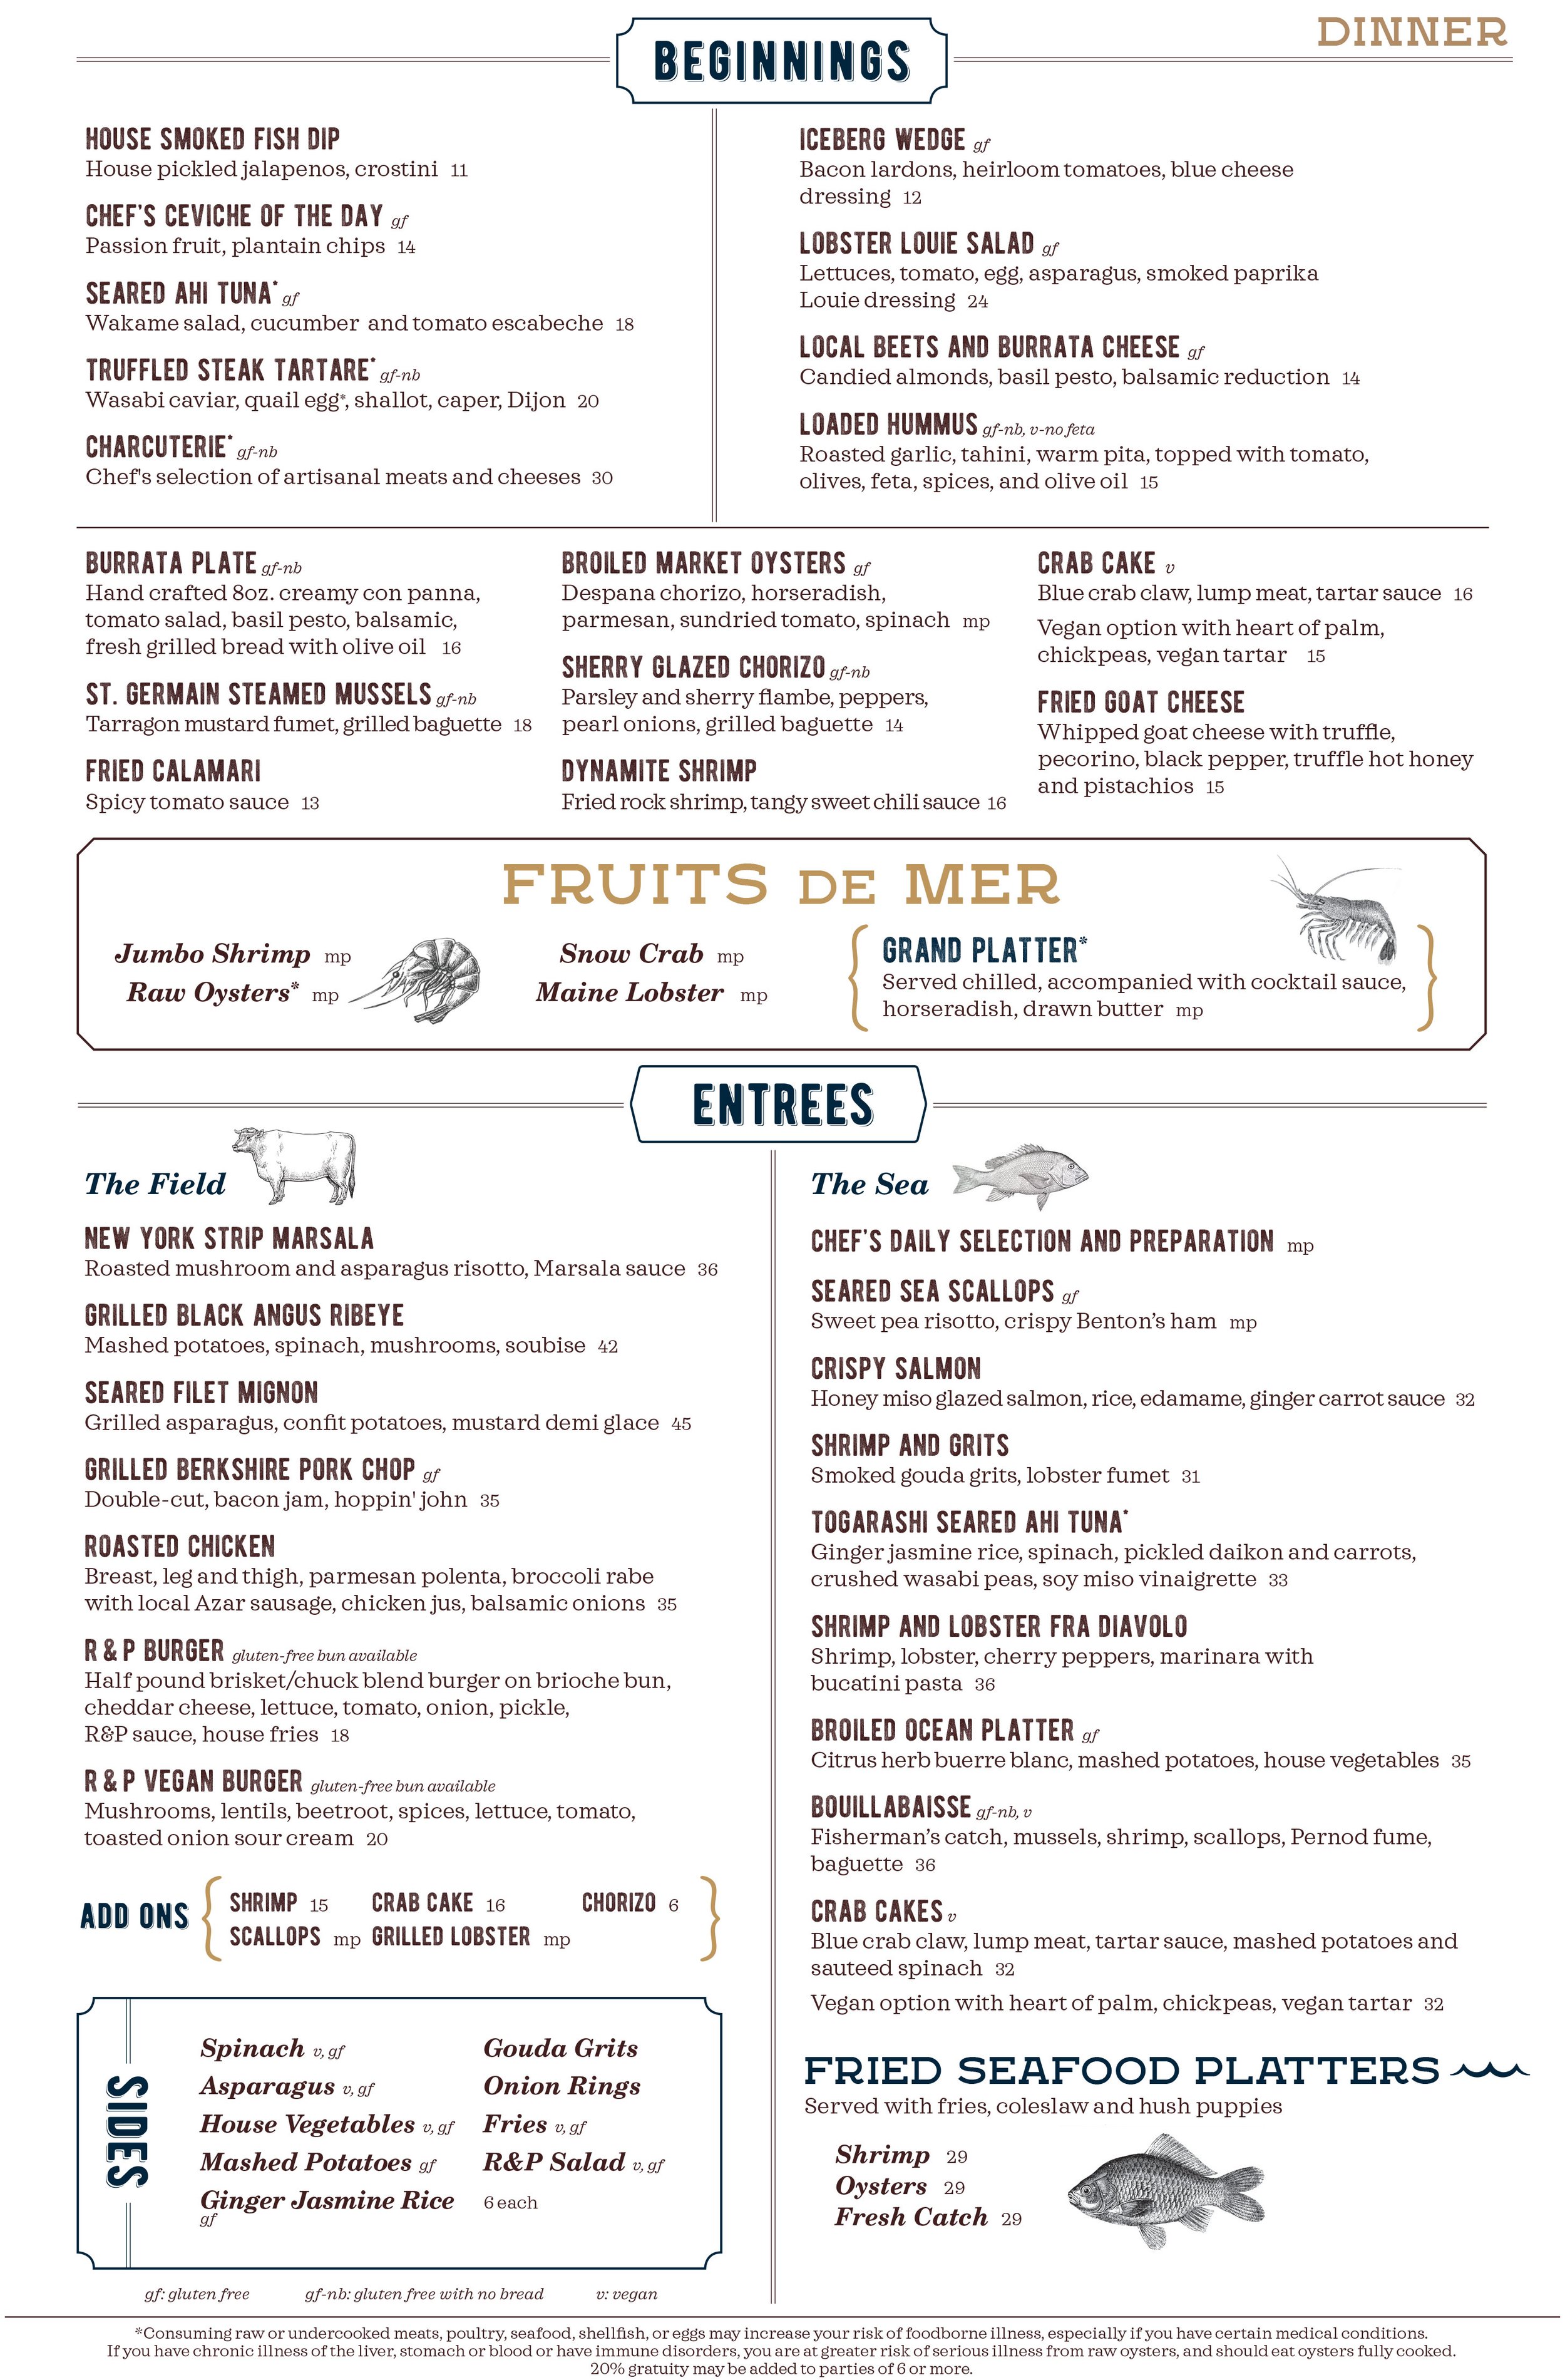 DINNER
BEGINNINGS
HOUSE SMOKED FISH DIP
House pickled jalapenos, crostini 11
CHEF'S CEVICHE OF THE DAY gf
Passion fruit, plantain chips 14
SEARED AHI TUNA* gf
Wakame salad, cucumber and tomato escabeche 18
TRUFFLED STEAK TARTARE* gf-nb
Wasabi caviar, quail egg*, shallot, caper, Dijon 20
CHARCUTERIE* gf-nb
Chef's selection of artisanal meats and cheeses 30
ICEBERG WEDGE gf
Bacon lardons, heirloom tomatoes, blue cheese
dressing 12
LOBSTER LOUIE SALAD gf
Lettuces, tomato, egg, asparagus, smoked paprika
Louie dressing 24
LOCAL BEETS AND BURRATA CHEESE gf
Candied almonds, basil pesto, balsamic reduction 14
LOADED HUMMUS gf-nb, v-no feta
Roasted garlic, tahini, warm pita, topped with tomato,
olives, feta, spices, and olive oil 15
BURRATA PLATE gf-nb
Hand crafted 8oz. creamy con panna,
tomato salad, basil pesto, balsamic,
fresh grilled bread with olive oil 16
ST. GERMAIN STEAMED MUSSELS gf-nb
Tarragon mustard fumet, grilled baguette 18
FRIED CALAMARI
Spicy tomato sauce 13
BROILED MARKET OYSTERS gf
Despana chorizo, horseradish,
parmesan, sundried tomato, spinach mp
SHERRY GLAZED CHORIZO gf-nb
Parsley and sherry flambe, peppers,
pearl onions, grilled baguette 14
DYNAMITE SHRIMP
Fried rock shrimp, tangy sweet chili sauce 16
CRAB CAKE v
Blue crab claw, lump meat, tartar sauce 16
Vegan option with heart of palm,
chickpeas, vegan tartar 15
FRIED GOAT CHEESE
Whipped goat cheese with truffle,
pecorino, black pepper, truffle hot honey
and pistachios 15
FRUITS DE MER
Jumbo Shrimp mp
Raw Oysters* mp
Snow Crab mp
Maine Lobster mp
GRAND PLATTER*
Served chilled, accompanied with cocktail sauce,
horseradish, drawn butter mp
ENTREES
The Field
NEW YORK STRIP MARSALA
Roasted mushroom and asparagus risotto, Marsala sauce 36
GRILLED BLACK ANGUS RIBEYE
Mashed potatoes, spinach, mushrooms, soubise 42
SEARED FILET MIGNON
Grilled asparagus, confit potatoes, mustard demi glace 45
GRILLED BERKSHIRE PORK CHOP gf
Double-cut, bacon jam, hoppin' john 35
ROASTED CHICKEN
Breast, leg and thigh, parmesan polenta, broccoli rabe
with local Azar sausage, chicken jus, balsamic onions 35
R & P BURGER gluten-free bun available
Half pound brisket/chuck blend burger on brioche bun,
cheddar cheese, lettuce, tomato, onion, pickle,
R&P sauce, house fries 18
R & P VEGAN BURGER gluten-free bun available
Mushrooms, lentils, beetroot, spices, lettuce, tomato,
toasted onion sour cream 20
ADD ONS
SHRIMP 15 CRAB CAKE 16 CHORIZO 6
SCALLOPS mp GRILLED LOBSTER mp
SIDES
Spinach v, gf
Asparagus v, gf
House Vegetables v, gf
Mashed Potatoes gf
Ginger Jasmine Rice
gf
Gouda Grits
Onion Rings
Fries v, gf
R&P Salad v, gf
6 each
gf: gluten free gf-nb: gluten free with no bread v: vegan
The Sea
CHEF'S DAILY SELECTION AND PREPARATION mp
SEARED SEA SCALLOPS gf
Sweet pea risotto, crispy Benton's ham mp
CRISPY SALMON
Honey miso glazed salmon, rice, edamame, ginger carrot sauce 32
SHRIMP AND GRITS
Smoked gouda grits, lobster fumet 31
TOGARASHI SEARED AHI TUNA*
Ginger jasmine rice, spinach, pickled daikon and carrots,
crushed wasabi peas, soy miso vinaigrette 33
SHRIMP AND LOBSTER FRA DIAVOLO
Shrimp, lobster, cherry peppers, marinara with
bucatini pasta 36
BROILED OCEAN PLATTER gf
Citrus herb buerre blanc, mashed potatoes, house vegetables 35
BOUILLABAISSE gf-nb, v
Fisherman's catch, mussels, shrimp, scallops, Pernod fume,
baguette 36
CRAB CAKES v
Blue crab claw, lump meat, tartar sauce, mashed potatoes and
sauteed spinach 32
Vegan option with heart of palm, chickpeas, vegan tartar 32
FRIED SEAFOOD PLATTERS
Served with fries, coleslaw and hush puppies
Shrimp 29
Oysters 29
Fresh Catch 29
*Consuming raw or undercooked meats, poultry, seafood, shellfish, or eggs may increase your risk of foodborne illness, especially if you have certain medical conditions.
If you have chronic illness of the liver, stomach or blood or have immune disorders, you are at greater risk of serious illness from raw oysters, and should eat oysters fully cooked.
20% gratuity may be added to parties of 6 or more.